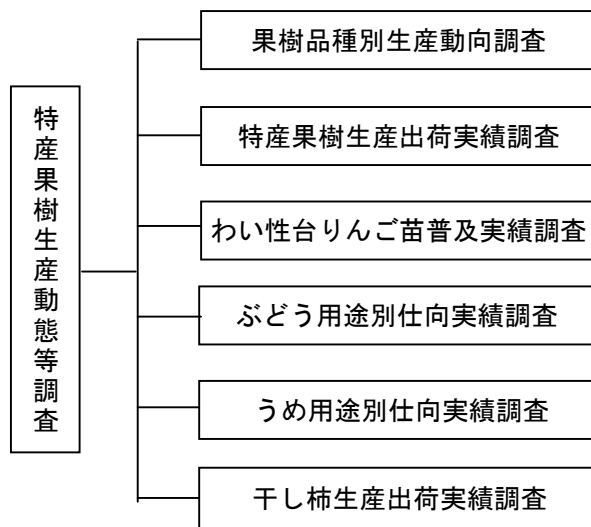 特産果樹生産動態等調査
果樹品種別生産動向調査
特産果樹生産出荷実績調査
わい性台りんご苗普及実績調査
ぶどう用途別仕向実績調査
うめ用途別仕向実績調査
干し柿生産出荷実績調査